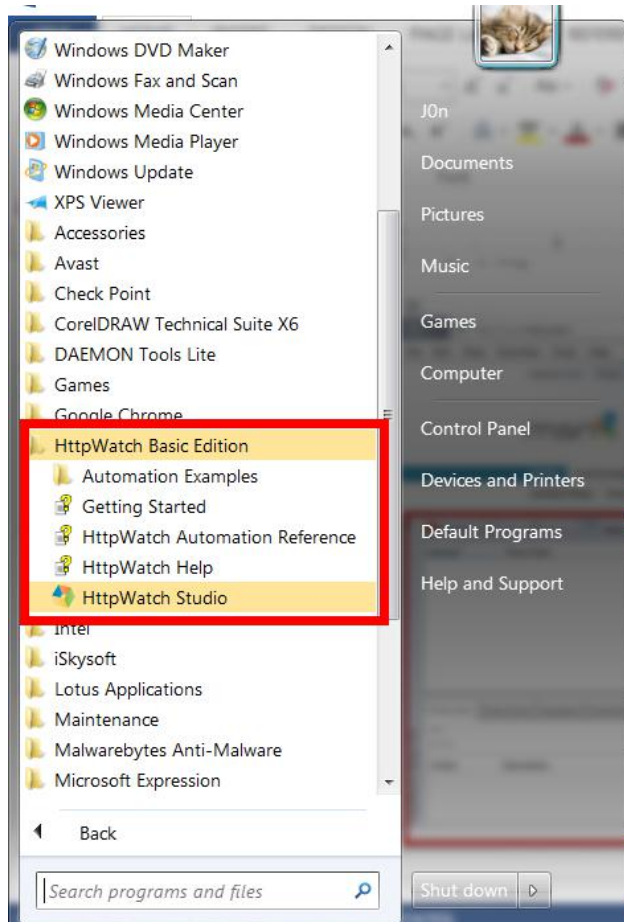 Windows DVD Maker
Windows Fax and Scan
Windows Media Center
Windows Media Player
Windows Update
XPS Viewer
Accessories
Avast
Check Point
CorelDRAW Technical Suite X6
DAEMON Tools Lite
Games
Google Chrome
HttpWatch Basic Edition
Automation Examples
Getting Started
HttpWatch Automation Reference
HttpWatch Help
HttpWatch Studio
Intel
iSkysoft
Lotus Applications
Maintenance
Malwarebytes Anti-Malware
Microsoft Expression
Back
Search programs and files
J0n
Documents
Pictures
Music
Games
Computer
Control Panel
Devices and Printers
Default Programs
Help and Support
Shut down